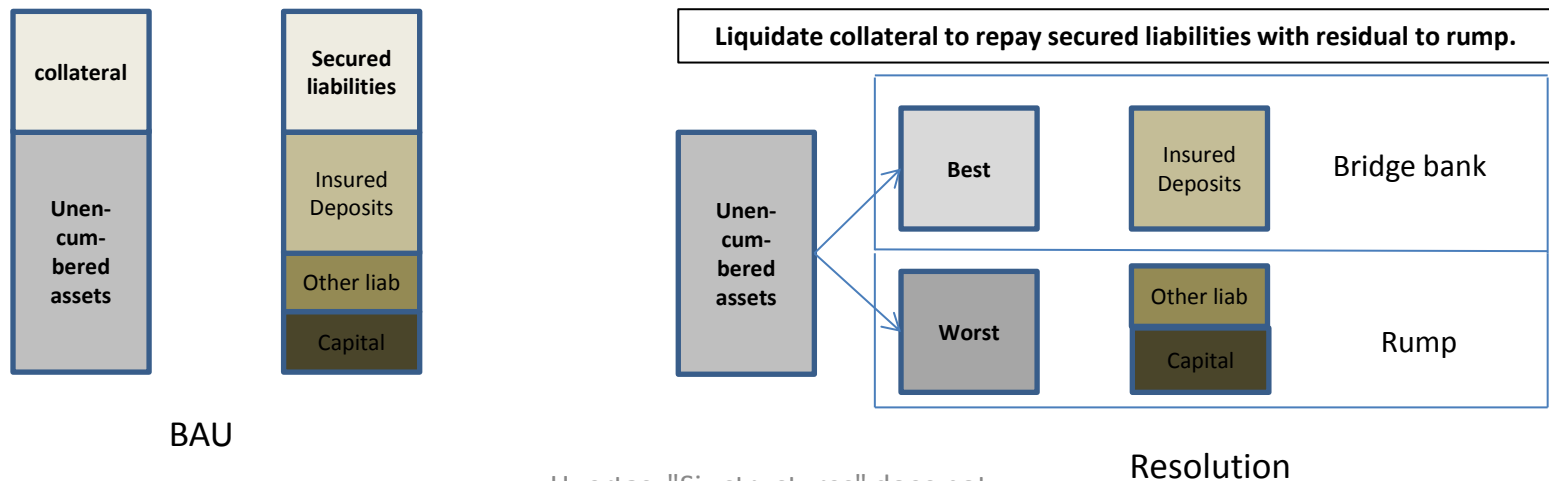 collateral
Unen-
cum-
bered
assets
Secured
liabilities
Insured
Deposits
Other liab
Capital
BAU
Liquidate collateral to repay secured liabilities with residual to rump.
Unen-
cum-
bered
assets
Best
Insured
Deposits
Bridge bank
Worst
Other liab
Capital
Rump
Resolution
does not